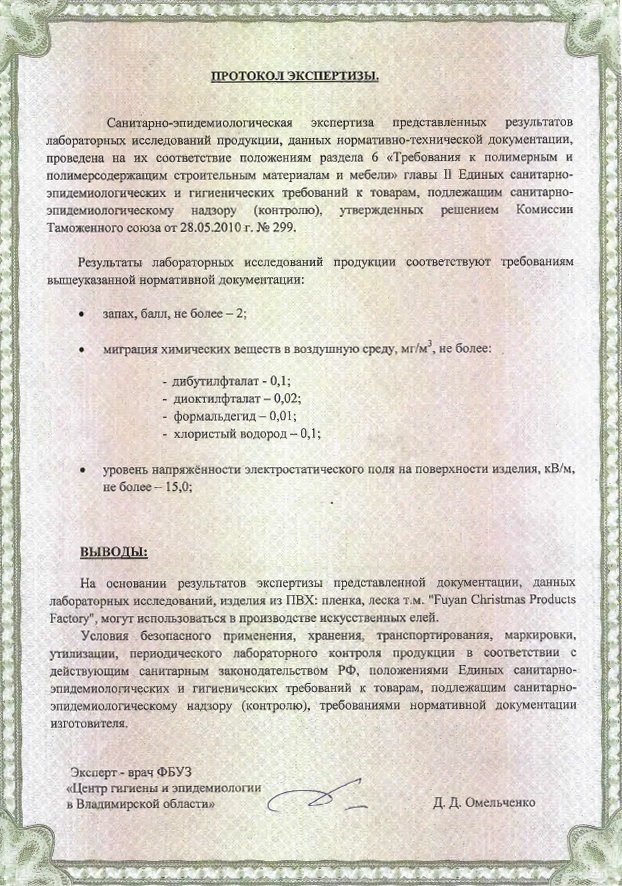 ПРОТОКОЛ ЭКСПЕРТИЗЫ.
Санитарно-эпидемиологическая экспертиза представленных результатов
лабораторных исследований продукции, данных нормативно-технической документации,
проведена на их соответствие положениям раздела 6 «Требования к полимерным и
полимерсодержащим строительным материалам и мебели» главы II Единых санитарно-
эпидемиологических и гигиенических требований к товарам, подлежащим санитарно-
эпидемиологическому надзору (контролю), утвержденных решением Комиссии
Таможенного союза от 28.05.2010 г. № 299.
Результаты лабораторных исследований продукции соответствуют требованиям
вышеуказанной нормативной документации:
• запах, балл, не более – 2;
• миграция химических веществ в воздушную среду, мг/м³, не более:
- дибутилфталат - 0,1;
- диоктилфталат – 0,02;
- формальдегид – 0,01;
- хлористый водород – 0,1;
• уровень напряжённости электростатического поля на поверхности изделия, кВ/м,
не более – 15,0;
ВЫВОДЫ:
На основании результатов экспертизы представленной документации, данных
лабораторных исследований, изделия из ПВХ: пленка, леска т.м. "Fuyan Christmas Products
Factory", могут использоваться в производстве искусственных елей.
Условия безопасного применения, хранения, транспортирования, маркировки,
утилизации, периодического лабораторного контроля продукции в соответствии с
действующим санитарным законодательством РФ, положениями Единых санитарно-
эпидемиологических и гигиенических требований к товарам, подлежащим санитарно-
эпидемиологическому надзору (контролю), требованиями нормативной документации
изготовителя.
Эксперт - врач ФБУЗ
«Центр гигиены и эпидемиологии
в Владимирской области» Д. Д. Омельченко